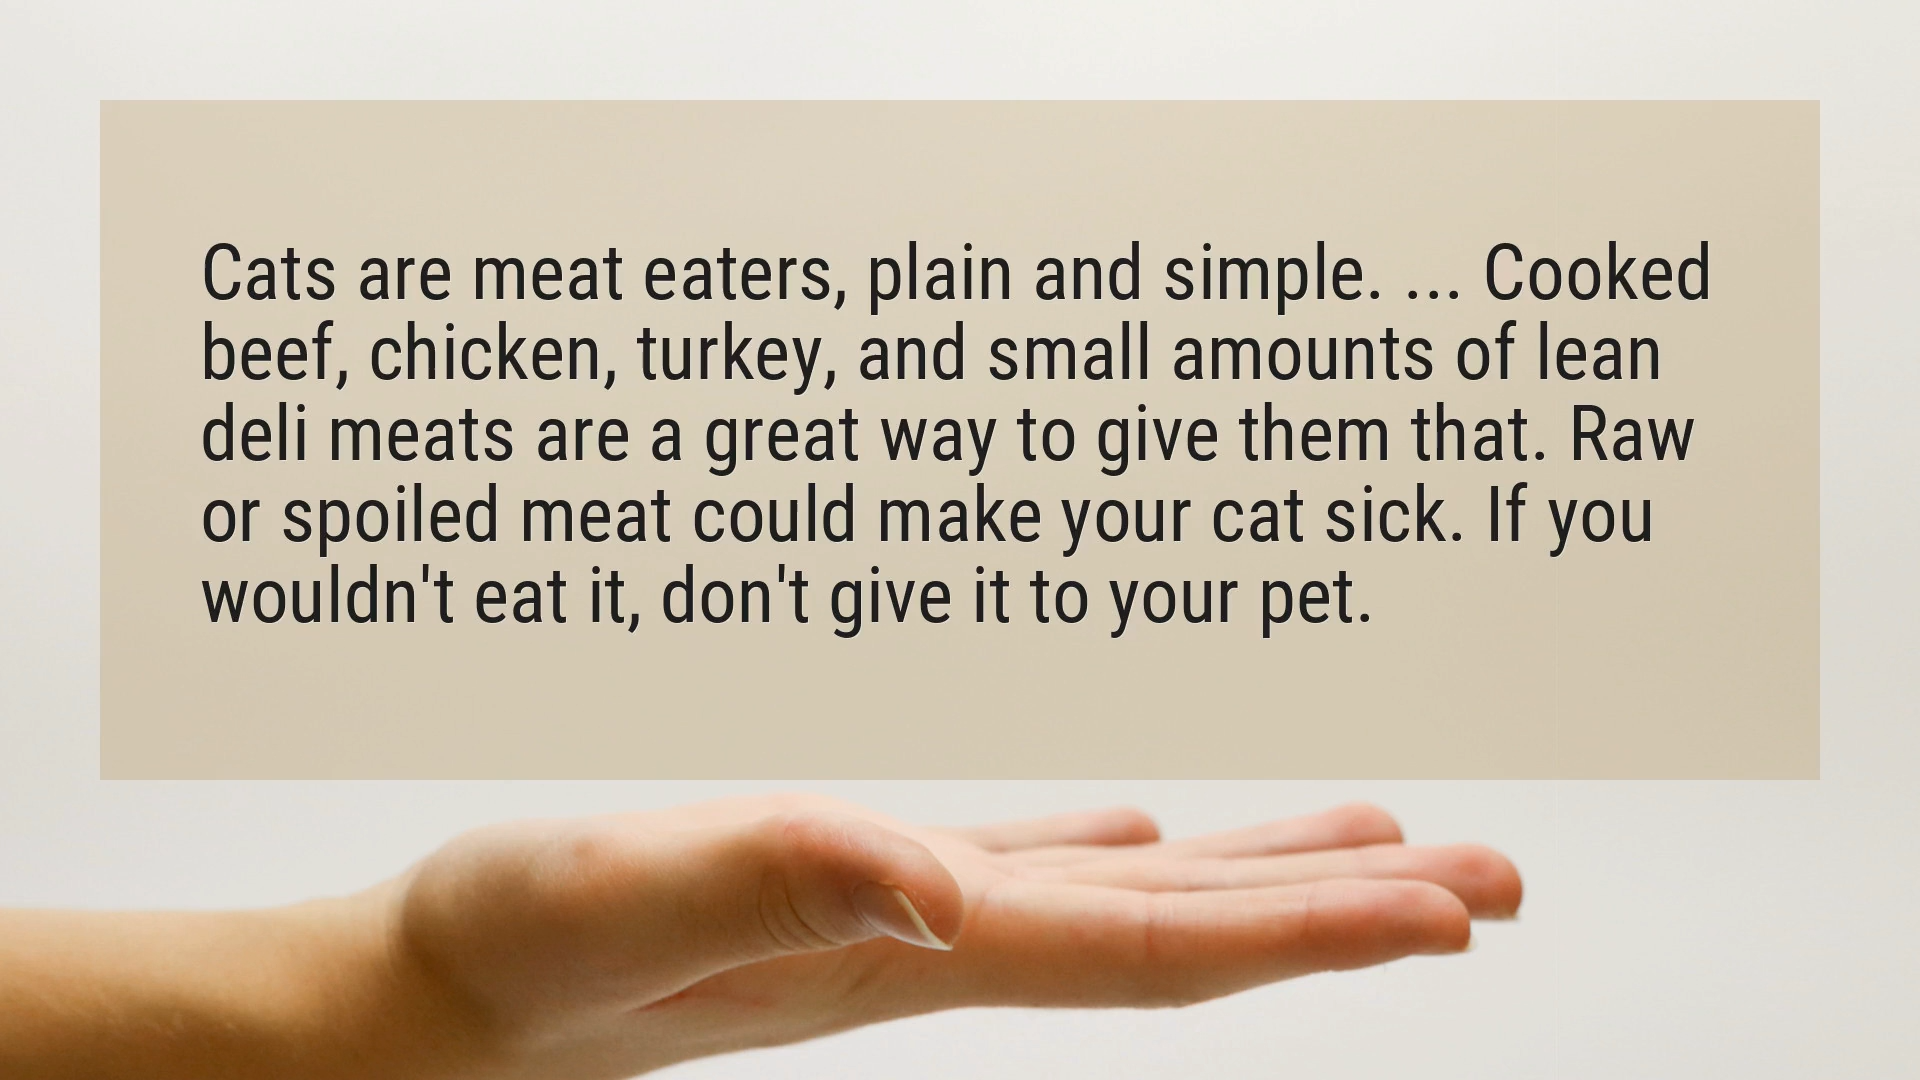 Cats are meat eaters, plain and simple. ... Cooked
beef, chicken, turkey, and small amounts of lean
deli meats are a great way to give them that. Raw
or spoiled meat could make your cat sick. If you
wouldn't eat it, don't give it to your pet.